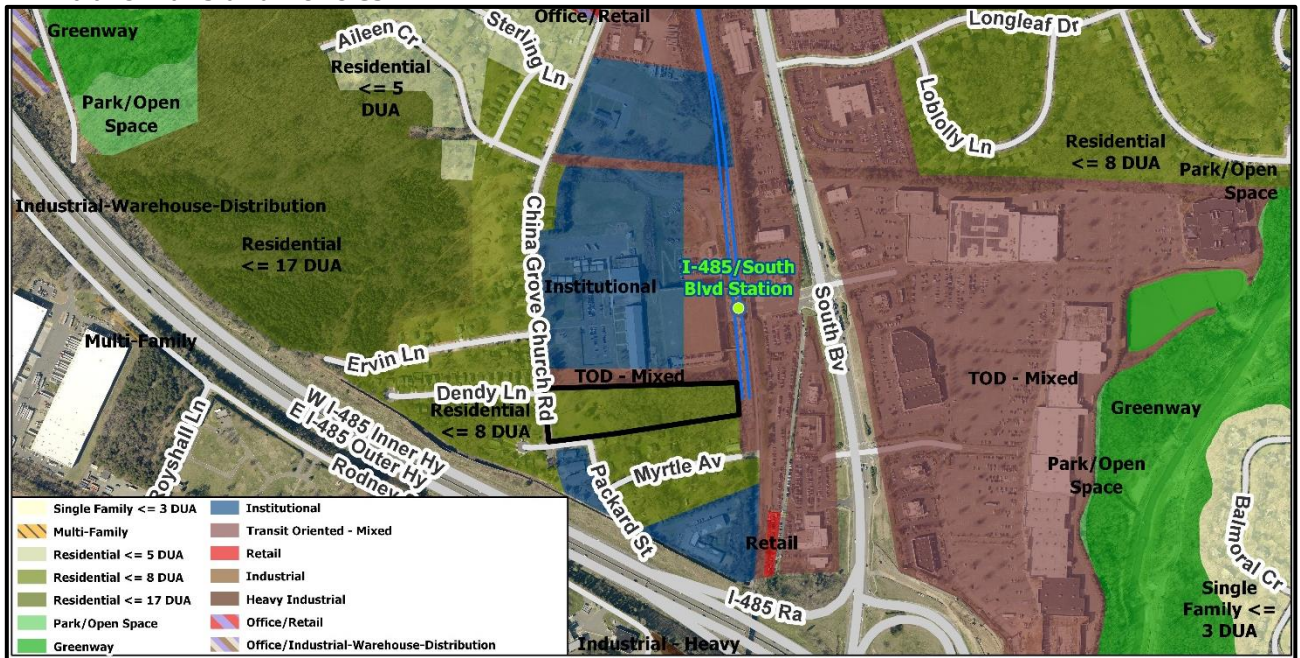 Office/Retail
Greenway
Aileen Cr
Sterling Ln
Longleaf Dr
Residential
<= 5
DUA
Park/Open
Space
Loblolly Ln
Residential
<= 8 DUA
Park/Open
Space
Industrial-Warehouse-Distribution
Residential
<= 17 DUA
China Grove Church Rd
Institutional
I-485/South
Blvd Station
South Bv
Multi-Family
Ervin Ln
TOD - Mixed
TOD - Mixed
Dendy Ln
Residential
<= 8 DUA
Greenway
W I-485 Inner Hy
E I-485 Outer Hy
Royshall Ln
Rodney
Myrtle Av
Packard St
Park/Open
Space
Balmoral Cr
Retail
I-485 Ra
Single
Family <=
3 DUA
Industrial - Heavy
Single Family <= 3 DUA
Multi-Family
Residential <= 5 DUA
Residential <= 8 DUA
Residential <= 17 DUA
Park/Open Space
Greenway
Institutional
Transit Oriented - Mixed
Retail
Industrial
Heavy Industrial
Office/Retail
Office/Industrial-Warehouse-Distribution